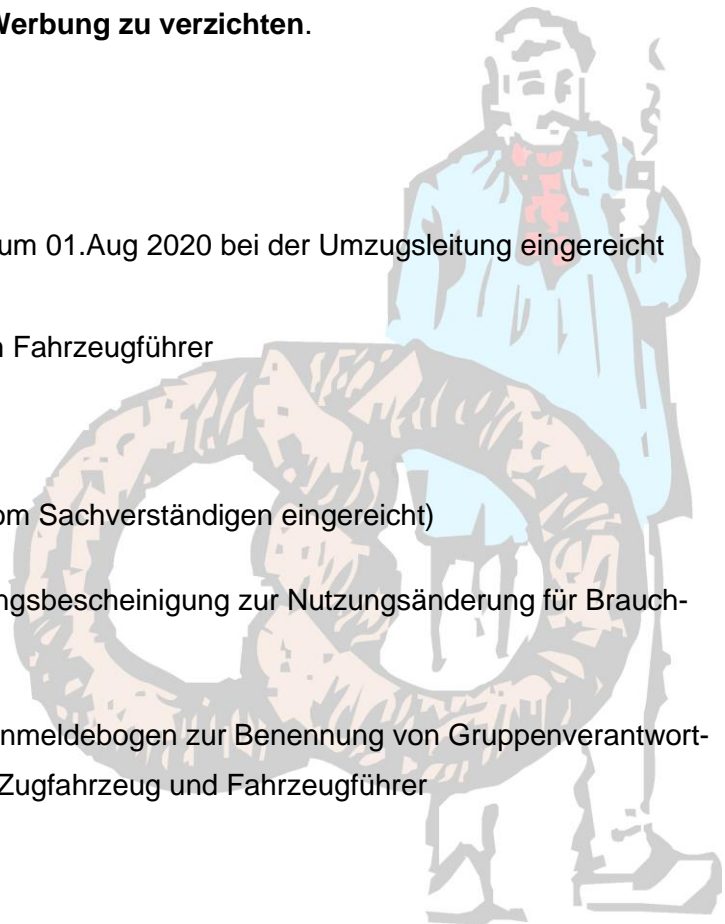 Werbung zu verzichten.
um 01.Aug 2020 bei der Umzugsleitung eingereicht
Fahrzeugführer
om Sachverständigen eingereicht)
ngsbescheinigung zur Nutzungsänderung für Brauch-
nmeldebogen zur Benennung von Gruppenverantwort-
Zugfahrzeug und Fahrzeugführer